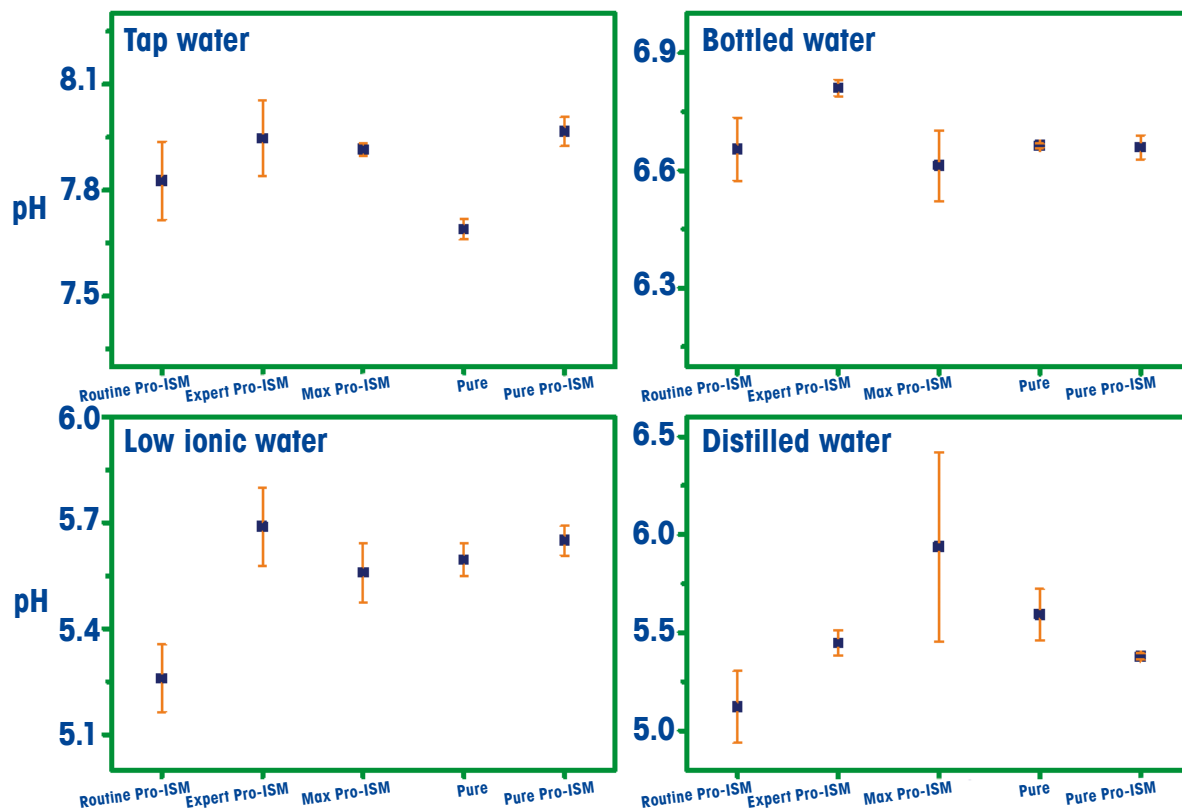 Tap water
8.1
7.8
7.5
pH
Routine Pro-ISM
Expert Pro-ISM
Max Pro-ISM
Pure
Pure Pro-ISM
Bottled water
6.9
6.6
6.3
Routine Pro-ISM
Expert Pro-ISM
Max Pro-ISM
Pure
Pure Pro-ISM
Low ionic water
6.0
5.7
5.4
5.1
pH
Routine Pro-ISM
Expert Pro-ISM
Max Pro-ISM
Pure
Pure Pro-ISM
Distilled water
6.5
6.0
5.5
5.0
Routine Pro-ISM
Expert Pro-ISM
Max Pro-ISM
Pure
Pure Pro-ISM